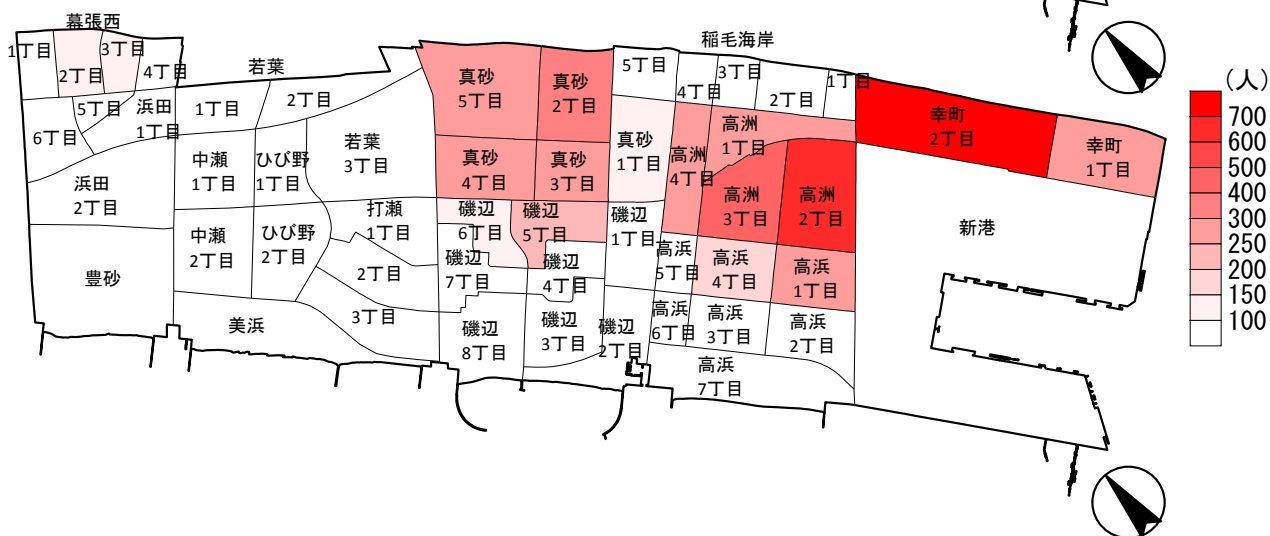 幕張西
1丁目
2丁目
3丁目
4丁目
5丁目
6丁目
浜田
1丁目
浜田
2丁目
豊砂
若葉
1丁目
2丁目
若葉
3丁目
中瀬
1丁目
ひび野
1丁目
中瀬
2丁目
ひび野
2丁目
打瀬
1丁目
2丁目
3丁目
美浜
真砂
5丁目
真砂
2丁目
真砂
4丁目
真砂
3丁目
真砂
1丁目
磯辺
6丁目
磯辺
5丁目
磯辺
1丁目
磯辺
7丁目
磯辺
4丁目
磯辺
8丁目
磯辺
3丁目
磯辺
2丁目
稲毛海岸
5丁目
4丁目
3丁目
2丁目
1丁目
高洲
1丁目
高洲
4丁目
高洲
3丁目
高洲
2丁目
高浜
5丁目
高浜
4丁目
高浜
1丁目
高浜
6丁目
高浜
3丁目
高浜
2丁目
高浜
7丁目
幸町
2丁目
幸町
1丁目
新港
(人)
700
600
500
400
300
250
200
150
100